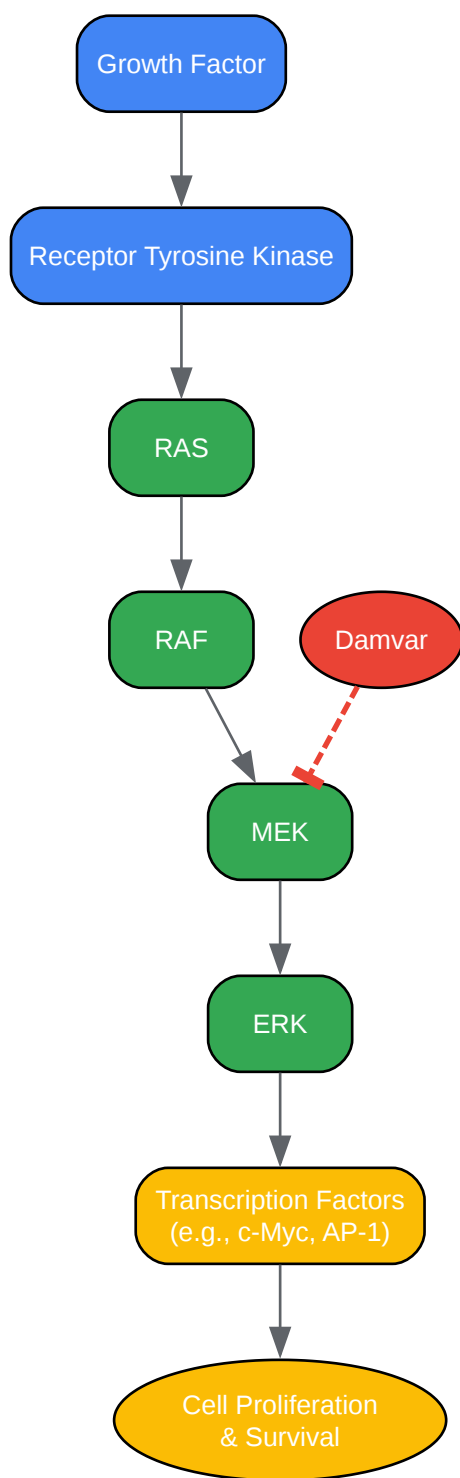 Growth Factor
Receptor Tyrosine Kinase
RAS
RAF
Damvar
MEK
ERK
Transcription Factors
(e.g., c-Myc, AP-1)
Cell Proliferation
& Survival